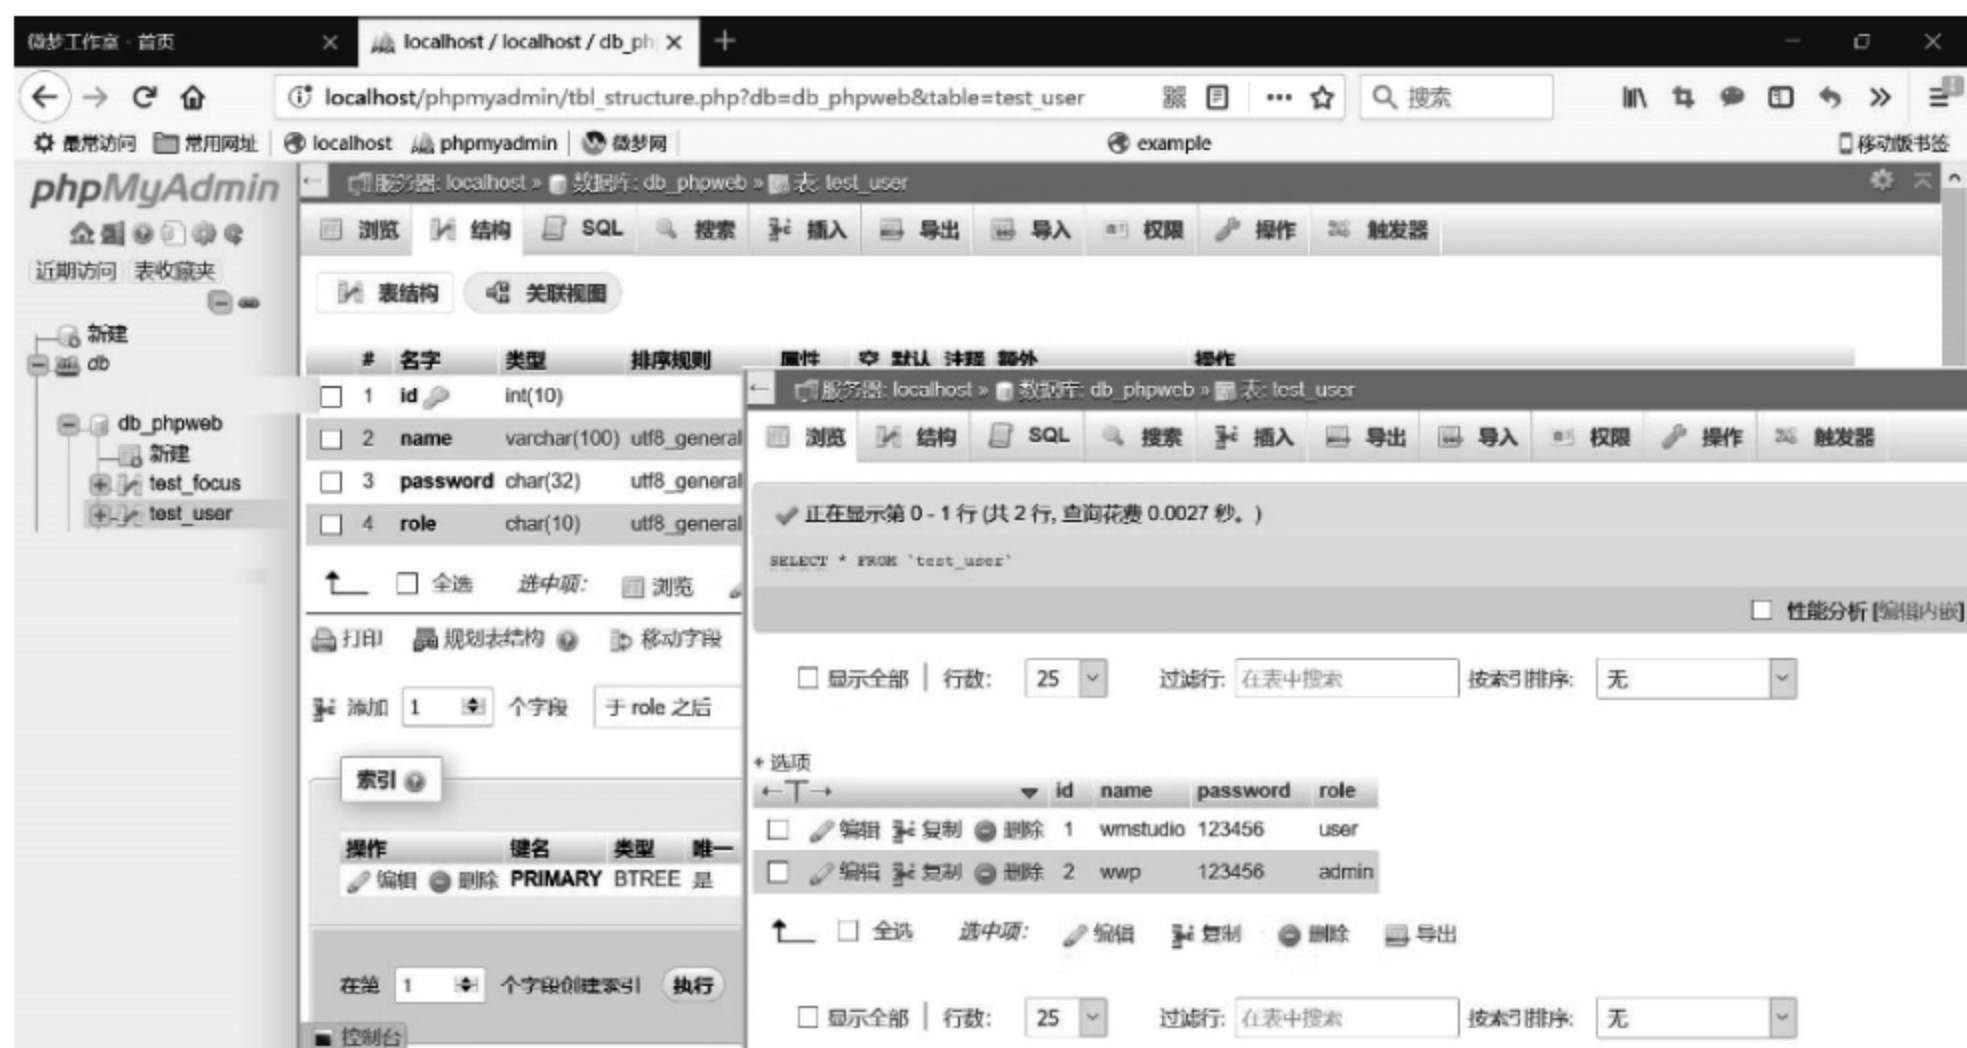 微梦工作室 - 首页 × localhost / localhost / db_ph × +
localhost/phpmyadmin/tbl_structure.php?db=db_phpweb&table=test_user 搜索
最常访问 常用网址 localhost phpmyadmin 微梦网 example 移动版书签
phpMyAdmin
近期访问 表收藏夹
新建
db
db_phpweb
新建
test_focus
test_user
服务器: localhost » 数据库: db_phpweb » 表: test_user
浏览 结构 SQL 搜索 插入 导出 导入 权限 操作 触发器
表结构 关联视图
# 名字 类型 排序规则 属性 空 默认 注释 额外 操作
1 id int(10)
2 name varchar(100) utf8_general
3 password char(32) utf8_general
4 role char(10) utf8_general
全选 选中项: 浏览
打印 规划表结构 移动字段
添加 1 个字段 于 role 之后
索引
操作 键名 类型 唯一
编辑 删除 PRIMARY BTREE 是
在第 1 个字段创建索引 执行
控制台
服务器: localhost » 数据库: db_phpweb » 表: test_user
浏览 结构 SQL 搜索 插入 导出 导入 权限 操作 触发器
正在显示第 0 - 1 行 (共 2 行, 查询花费 0.0027 秒。)
SELECT * FROM `test_user`
性能分析 [编辑内嵌]
显示全部 | 行数: 25 过滤行: 在表中搜索 按索引排序: 无
+ 选项
←T→ id name password role
编辑 复制 删除 1 wmstudio 123456 user
编辑 复制 删除 2 wwp 123456 admin
全选 选中项: 编辑 复制 删除 导出
显示全部 | 行数: 25 过滤行: 在表中搜索 按索引排序: 无